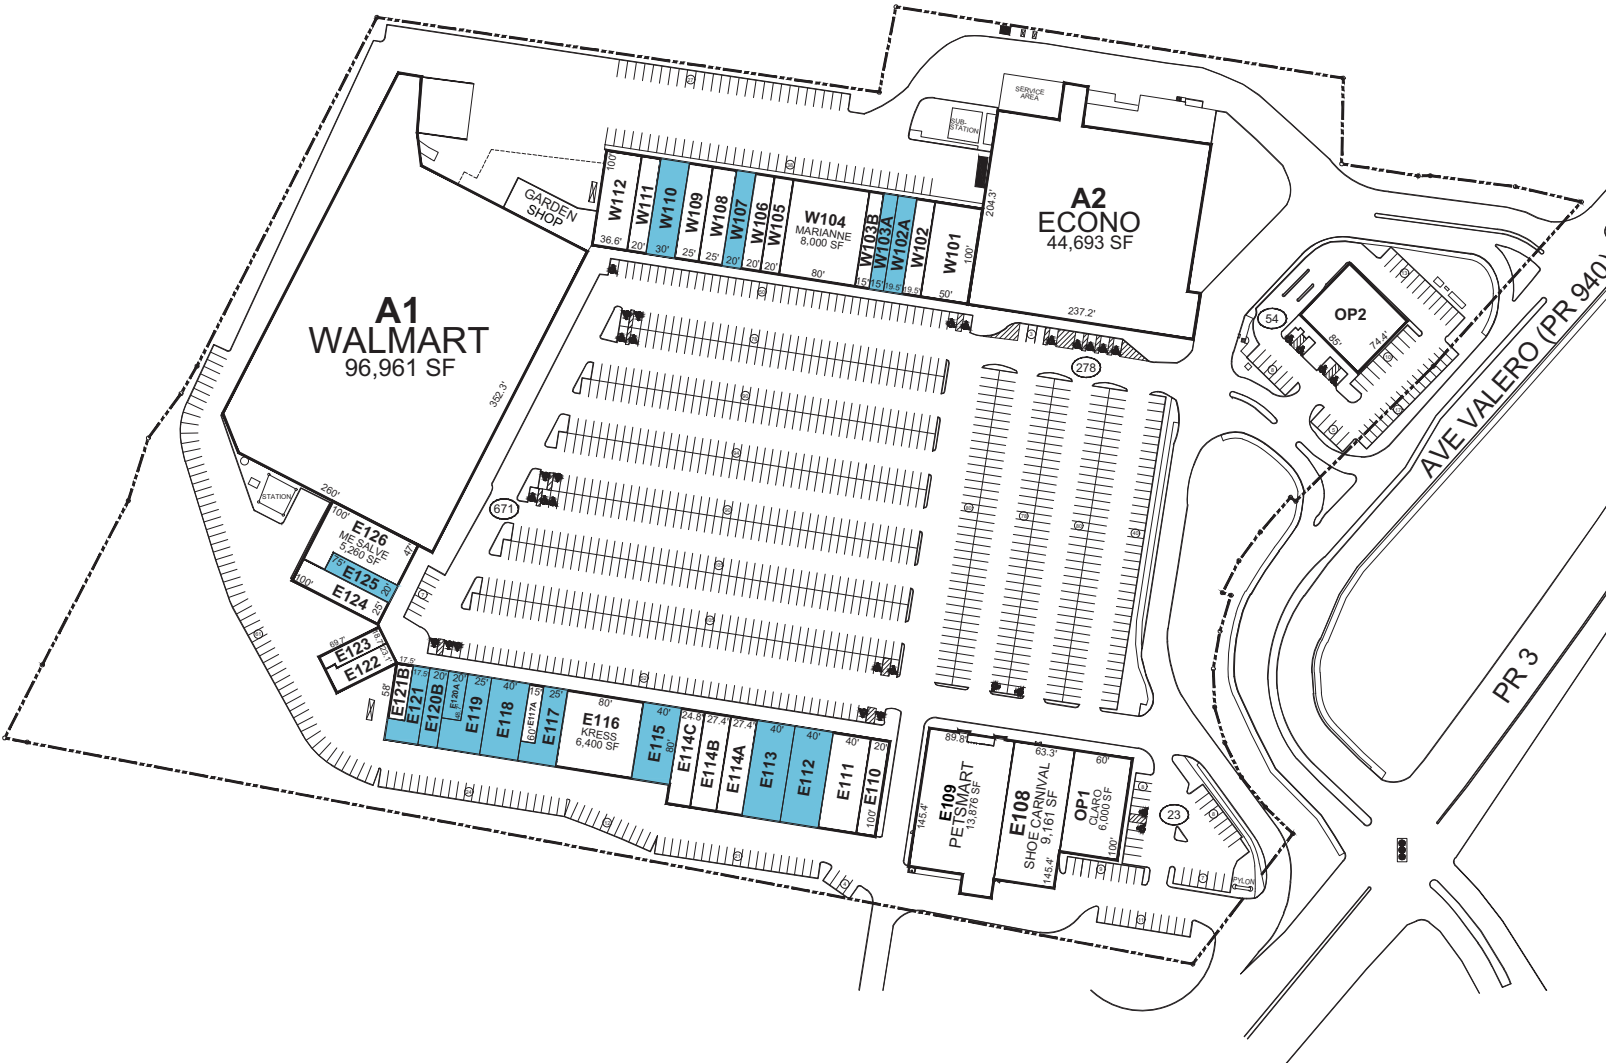 SERVICE
AREA
SUB-
STATION
A2
ECONO
44,693 SF
204.3'
237.2'
GARDEN
SHOP
100'
W112
W111
W110
W109
W108
W107
W106
W105
W104
MARIANNE
8,000 SF
W103B
W103A
W102A
W102
W101
100'
36.6'
20'
30'
25'
25'
20'
20'
20'
80'
15'
15'
19.5'
19.5'
50'
A1
WALMART
96,961 SF
352.3'
260'
STATION
OP2
85'
74.4'
54
278
671
23
AVE VALERO (PR 940)
PR 3
100'
E126
ME SALVE
5,260 SF
47'
75'
E125
20'
100'
E124
25'
69.7'
E123
E122
23.1'
17.5'
58'
E121B
17.5'
E121
20'
E120B
20'
E120A
25'
E119
40'
E118
15'
E117A
60'
25'
E117
80'
E116
KRESS
6,400 SF
40'
E115
80'
24.8'
E114C
27.4'
E114B
27.4'
E114A
40'
E113
40'
E112
40'
E111
20'
E110
100'
89.8'
E109
PETSMART
13,876 SF
145.4'
63.3'
E108
SHOE CARNIVAL
9,161 SF
145.4'
60'
OP1
CLARO
6,000 SF
100'
PYLON